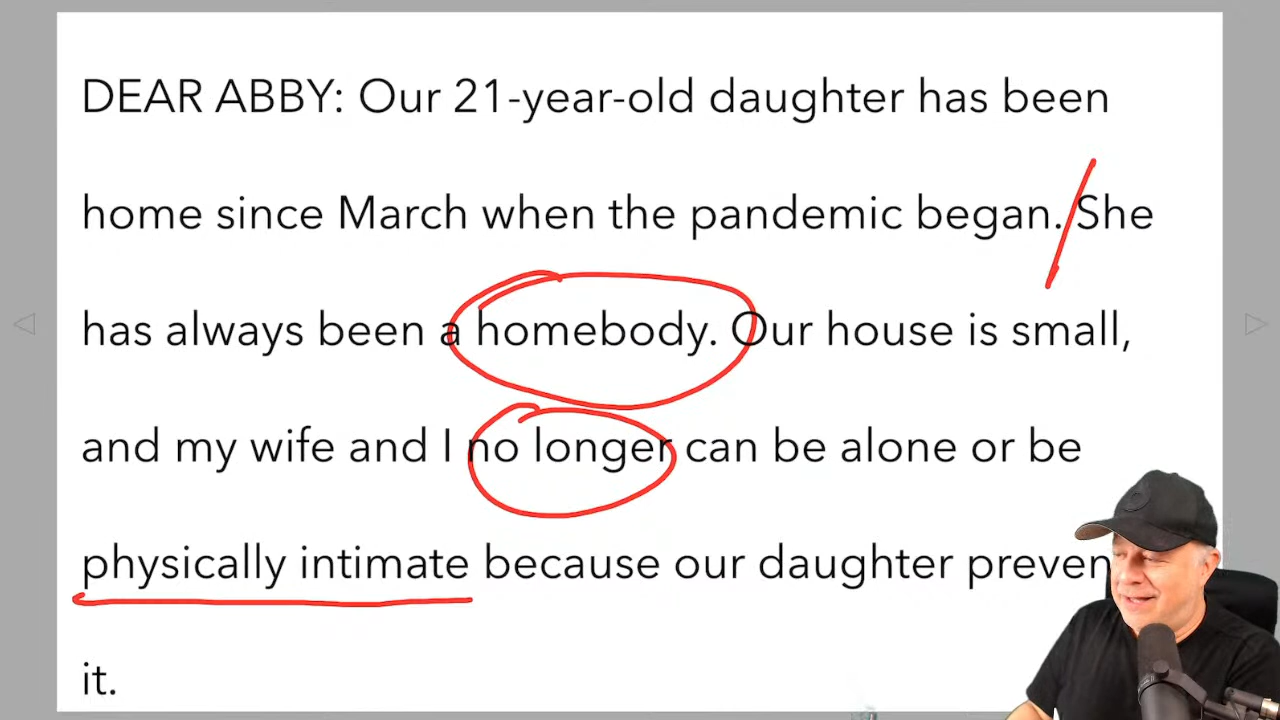 DEAR ABBY: Our 21-year-old daughter has been
home since March when the pandemic began. She
has always been a homebody. Our house is small,
and my wife and I no longer can be alone or be
physically intimate because our daughter preven
it.